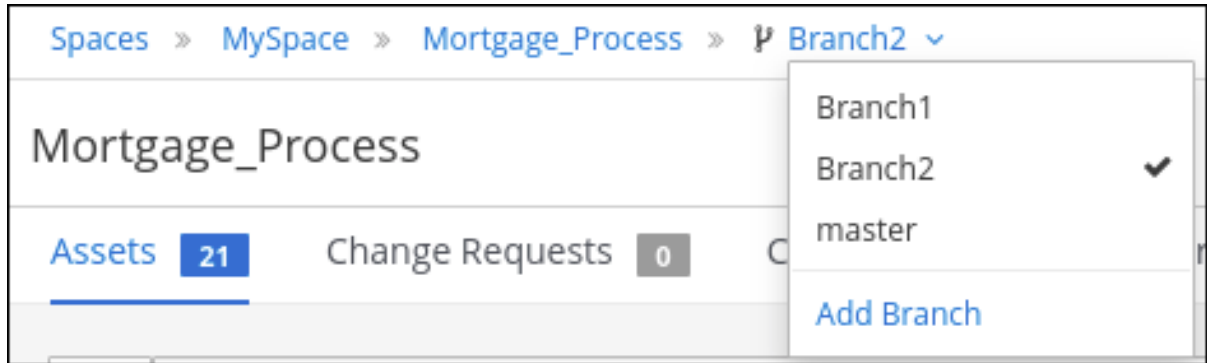 Spaces » MySpace » Mortgage_Process » Branch2
Branch1
Mortgage_Process
Branch2
master
Assets 21 Change Requests 0
Add Branch